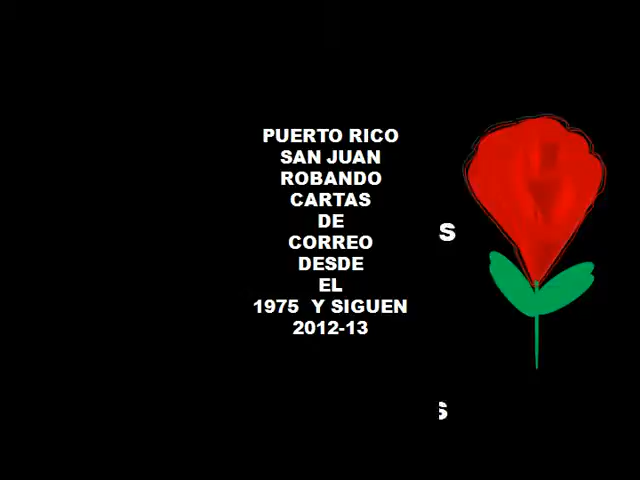 PUERTO RICO
SAN JUAN
ROBANDO
CARTAS
DE
CORREO
DESDE
EL
1975 Y SIGUEN
2012-13
S
S